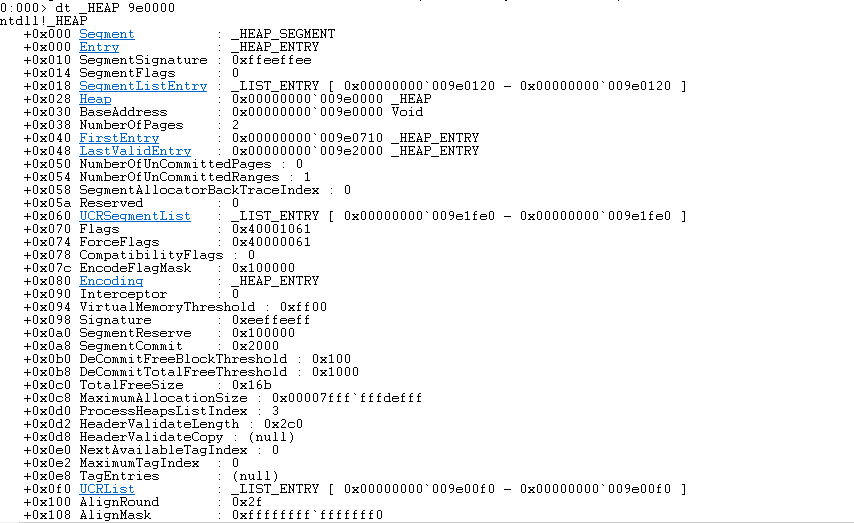 0:000> dt _HEAP 9e0000
ntdll!_HEAP
+0x000 Segment : _HEAP_SEGMENT
+0x000 Entry : _HEAP_ENTRY
+0x010 SegmentSignature : 0xffeeffee
+0x014 SegmentFlags : 0
+0x018 SegmentListEntry : _LIST_ENTRY [ 0x00000000`009e0120 - 0x00000000`009e0120 ]
+0x028 Heap : 0x00000000`009e0000 _HEAP
+0x030 BaseAddress : 0x00000000`009e0000 Void
+0x038 NumberOfPages : 2
+0x040 FirstEntry : 0x00000000`009e0710 _HEAP_ENTRY
+0x048 LastValidEntry : 0x00000000`009e2000 _HEAP_ENTRY
+0x050 NumberOfUnCommittedPages : 0
+0x054 NumberOfUnCommittedRanges : 1
+0x058 SegmentAllocatorBackTraceIndex : 0
+0x05a Reserved : 0
+0x060 UCRSegmentList : _LIST_ENTRY [ 0x00000000`009e1fe0 - 0x00000000`009e1fe0 ]
+0x070 Flags : 0x40001061
+0x074 ForceFlags : 0x40000061
+0x078 CompatibilityFlags : 0
+0x07c EncodeFlagMask : 0x100000
+0x080 Encoding : _HEAP_ENTRY
+0x090 Interceptor : 0
+0x094 VirtualMemoryThreshold : 0xff00
+0x098 Signature : 0xeeffeeff
+0x0a0 SegmentReserve : 0x100000
+0x0a8 SegmentCommit : 0x2000
+0x0b0 DeCommitFreeBlockThreshold : 0x100
+0x0b8 DeCommitTotalFreeThreshold : 0x1000
+0x0c0 TotalFreeSize : 0x16b
+0x0c8 MaximumAllocationSize : 0x00007fff`fffdefff
+0x0d0 ProcessHeapsListIndex : 3
+0x0d2 HeaderValidateLength : 0x2c0
+0x0d8 HeaderValidateCopy : (null)
+0x0e0 NextAvailableTagIndex : 0
+0x0e2 MaximumTagIndex : 0
+0x0e8 TagEntries : (null)
+0x0f0 UCRList : _LIST_ENTRY [ 0x00000000`009e00f0 - 0x00000000`009e00f0 ]
+0x100 AlignRound : 0x2f
+0x108 AlignMask : 0xffffffff`fffffff0